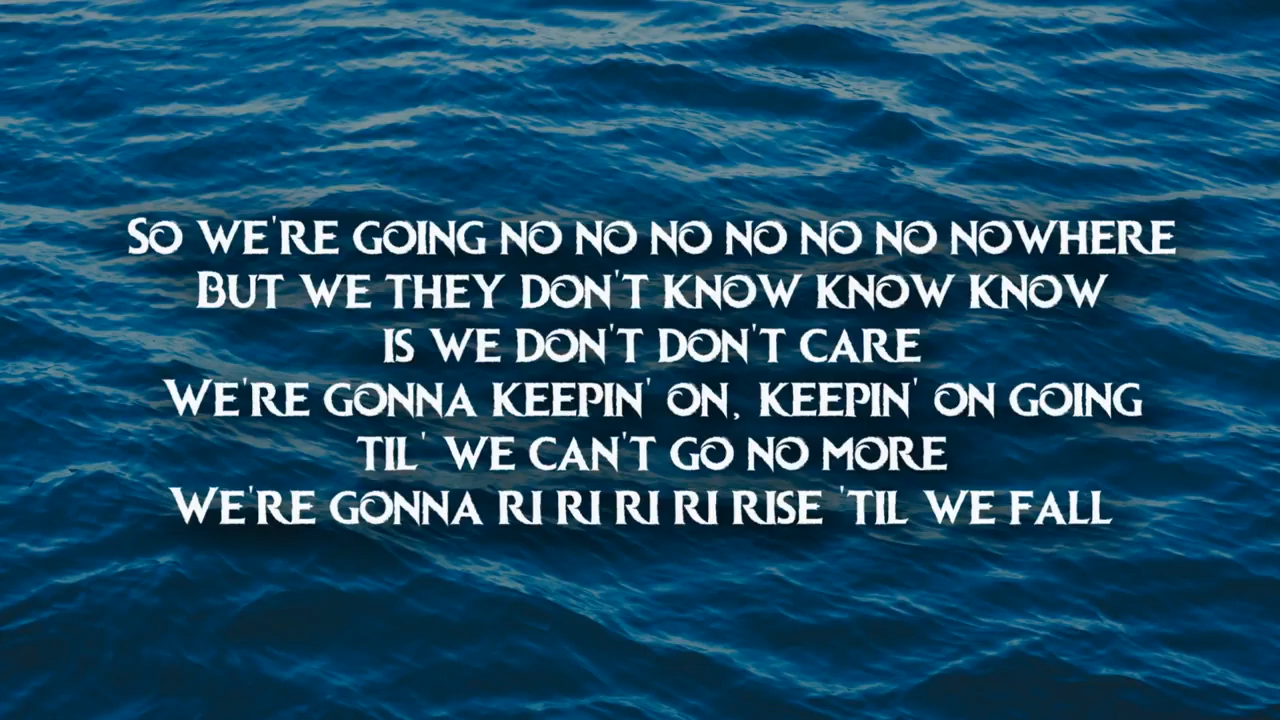 So we're going no no no no no no nowhere
But we they don't know know know
is we don't don't care
We're gonna keepin' on, keepin' on going
til' we can't go no more
We're gonna ri ri ri ri rise 'til we fall